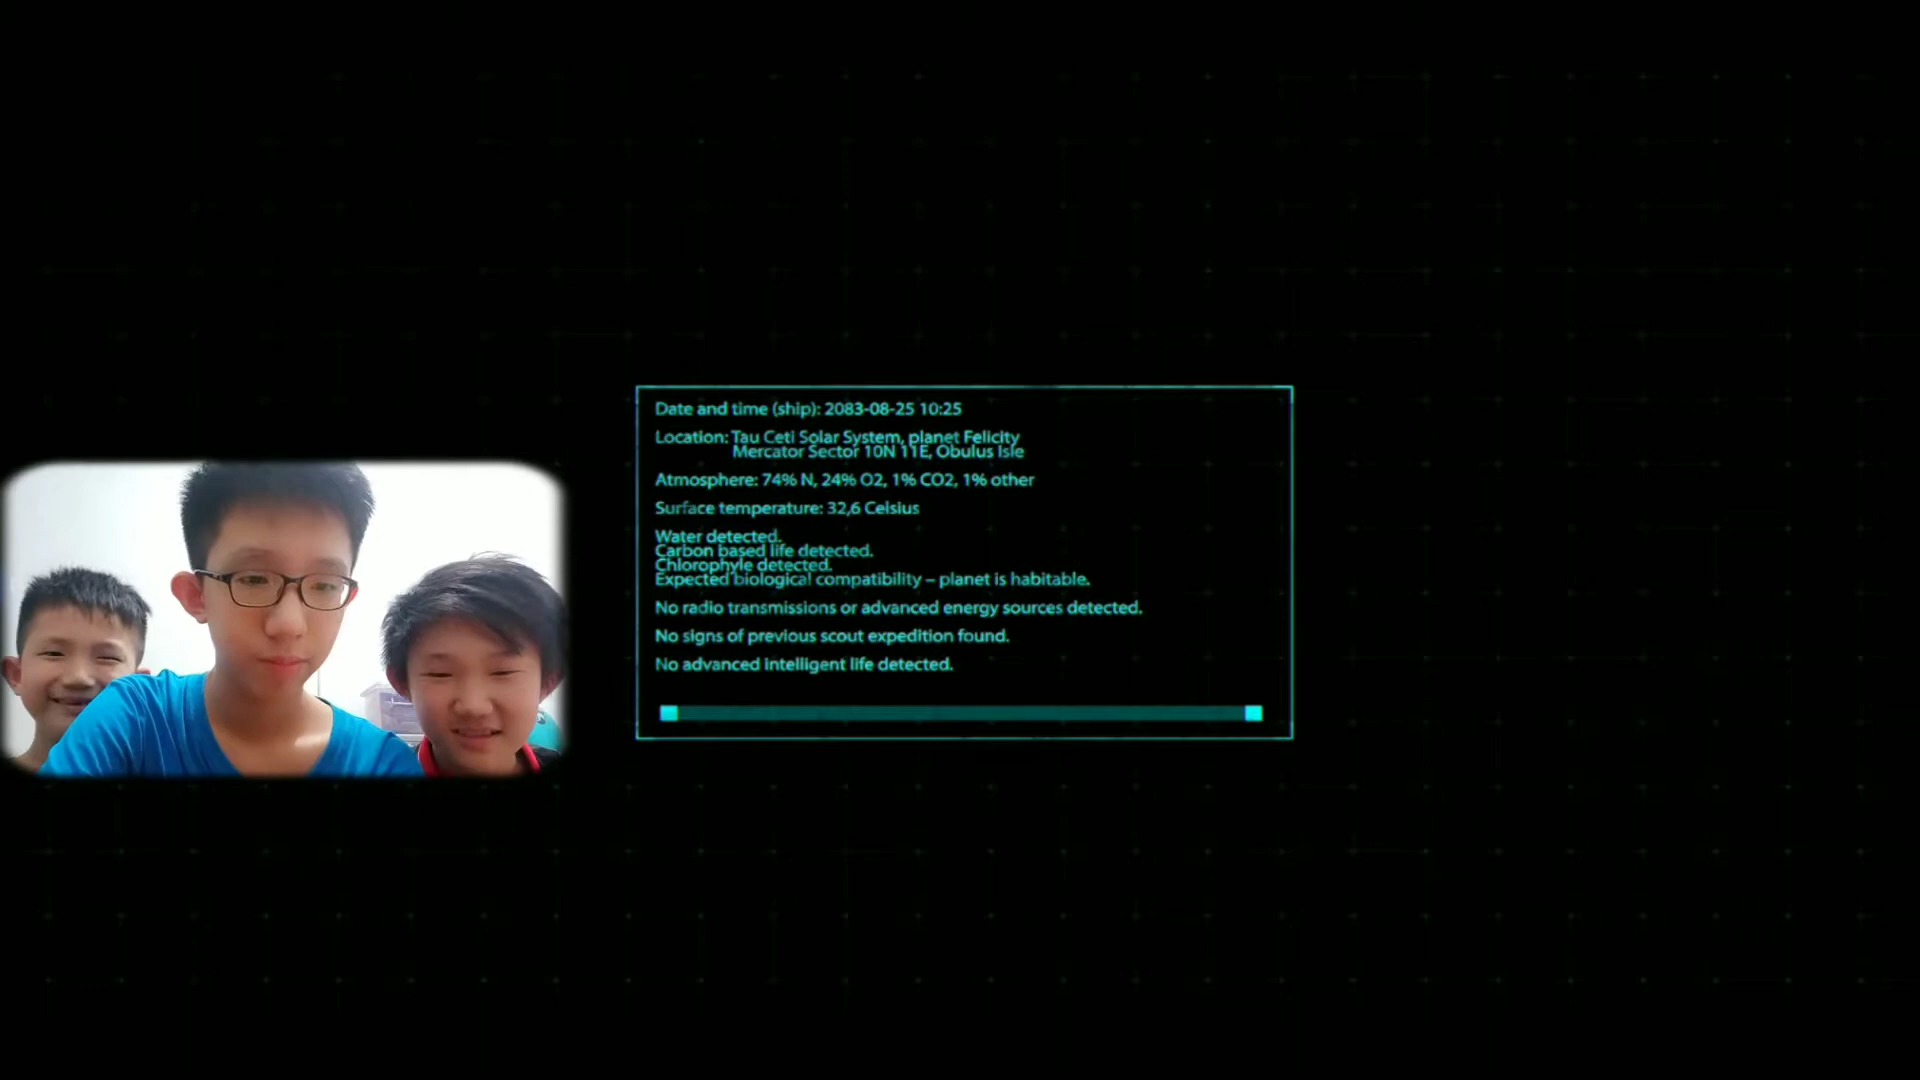 Date and time (ship): 2083-08-25 10:25
Location: Tau Ceti Solar System, planet Felicity
Mercator Sector 10N 11E, Obulus Isle
Atmosphere: 74% N, 24% O2, 1% CO2, 1% other
Surface temperature: 32,6 Celsius
Water detected.
Carbon based life detected.
Chlorophyle detected.
Expected biological compatibility – planet is habitable.
No radio transmissions or advanced energy sources detected.
No signs of previous scout expedition found.
No advanced intelligent life detected.